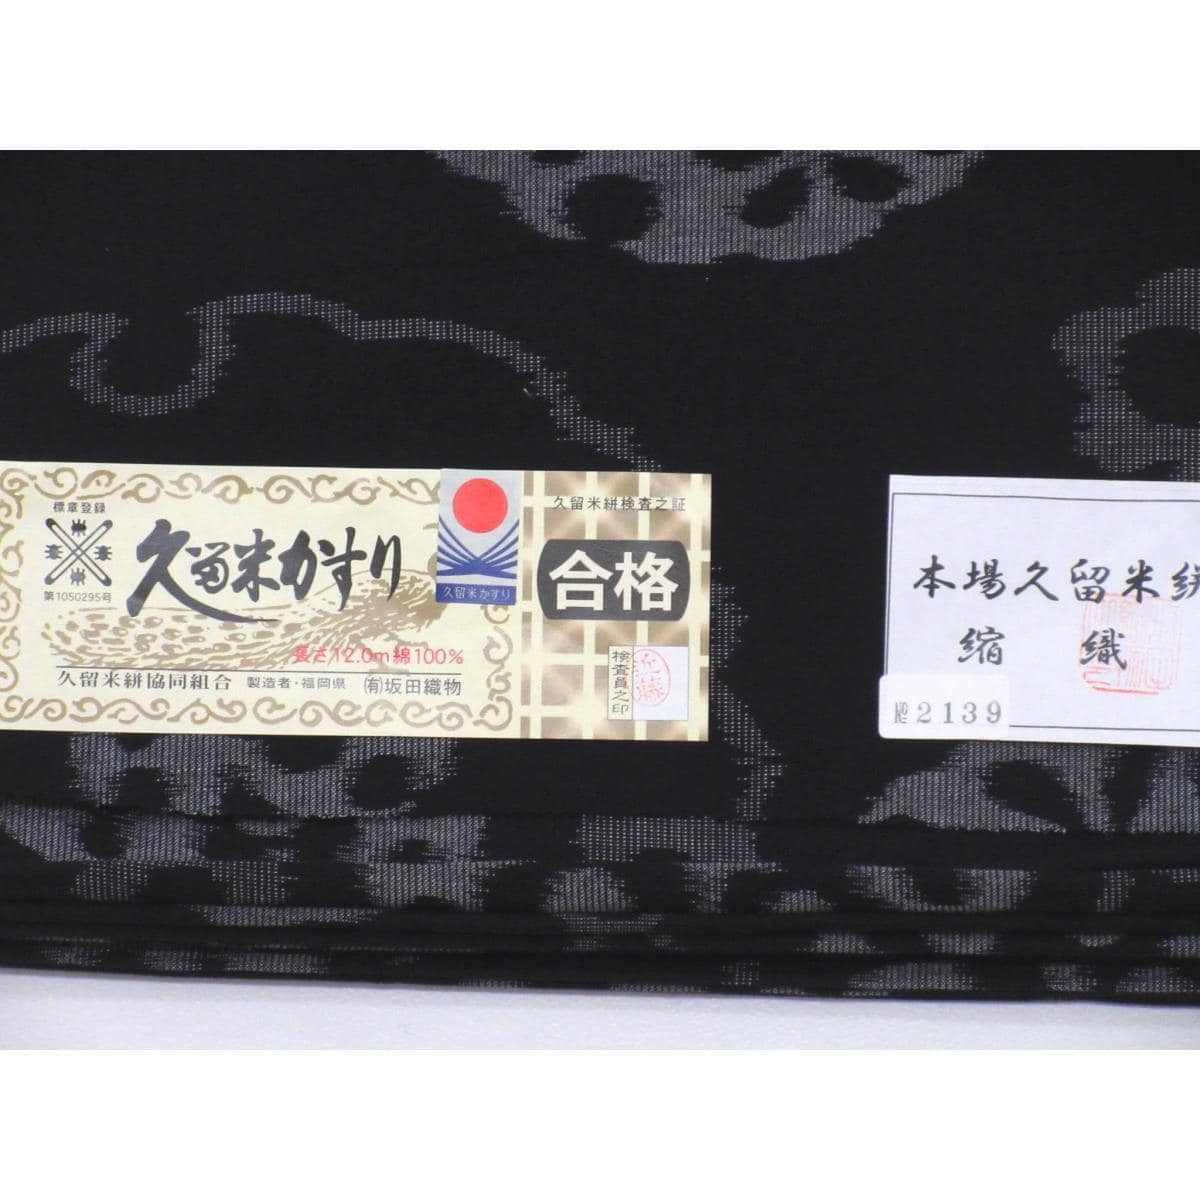 標章登録
第1050295号
久留米かすり
長さ12.0m 綿100%
久留米絣協同組合 製造者・福岡県 (有)坂田織物
久留米かすり
久留米絣検査之証
合格
検査員之印
本場久留米絣
縮織
№2139